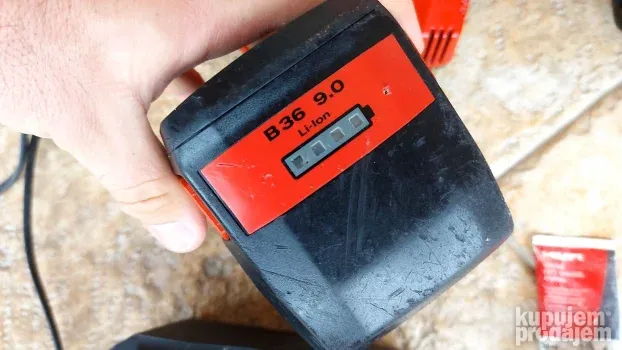 B36 9.0
Li-Ion
kupujem
prodajem